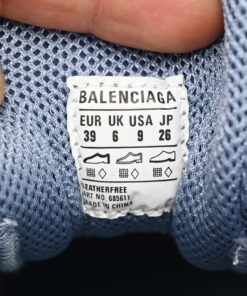 BALENCIAGA
EUR UK USA JP
39 6 9 26
LEATHERFREE
ART NO. 685611
MADE IN CHINA